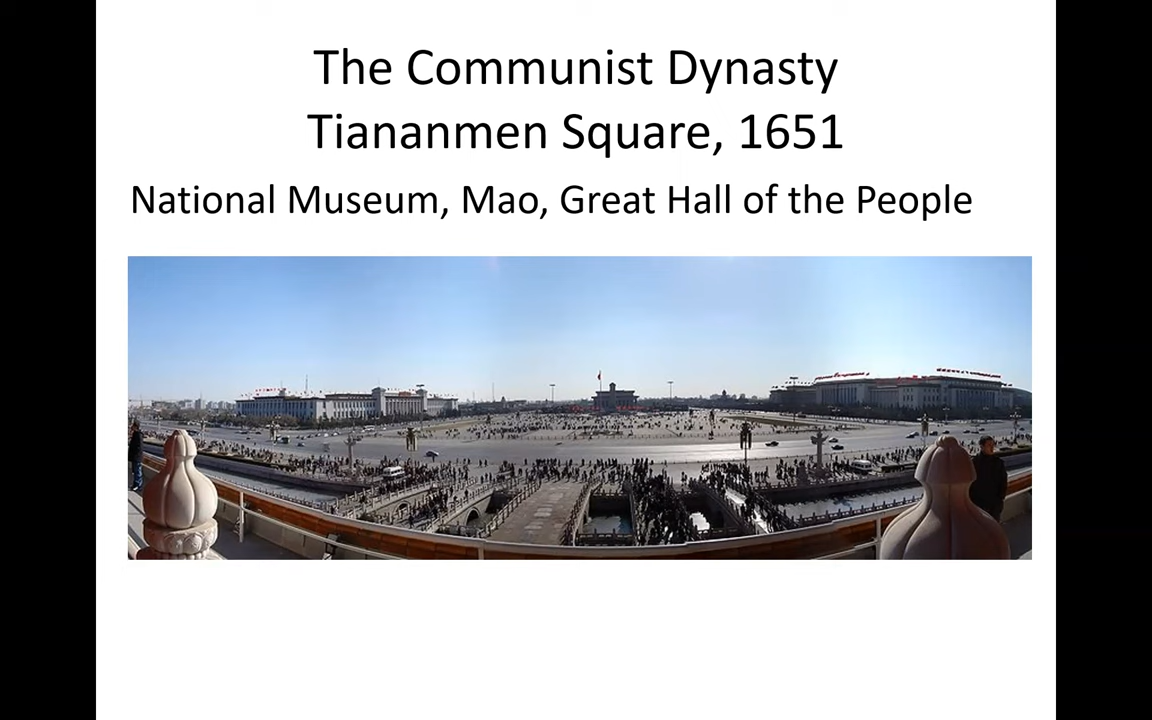 The Communist Dynasty
Tiananmen Square, 1651
National Museum, Mao, Great Hall of the People